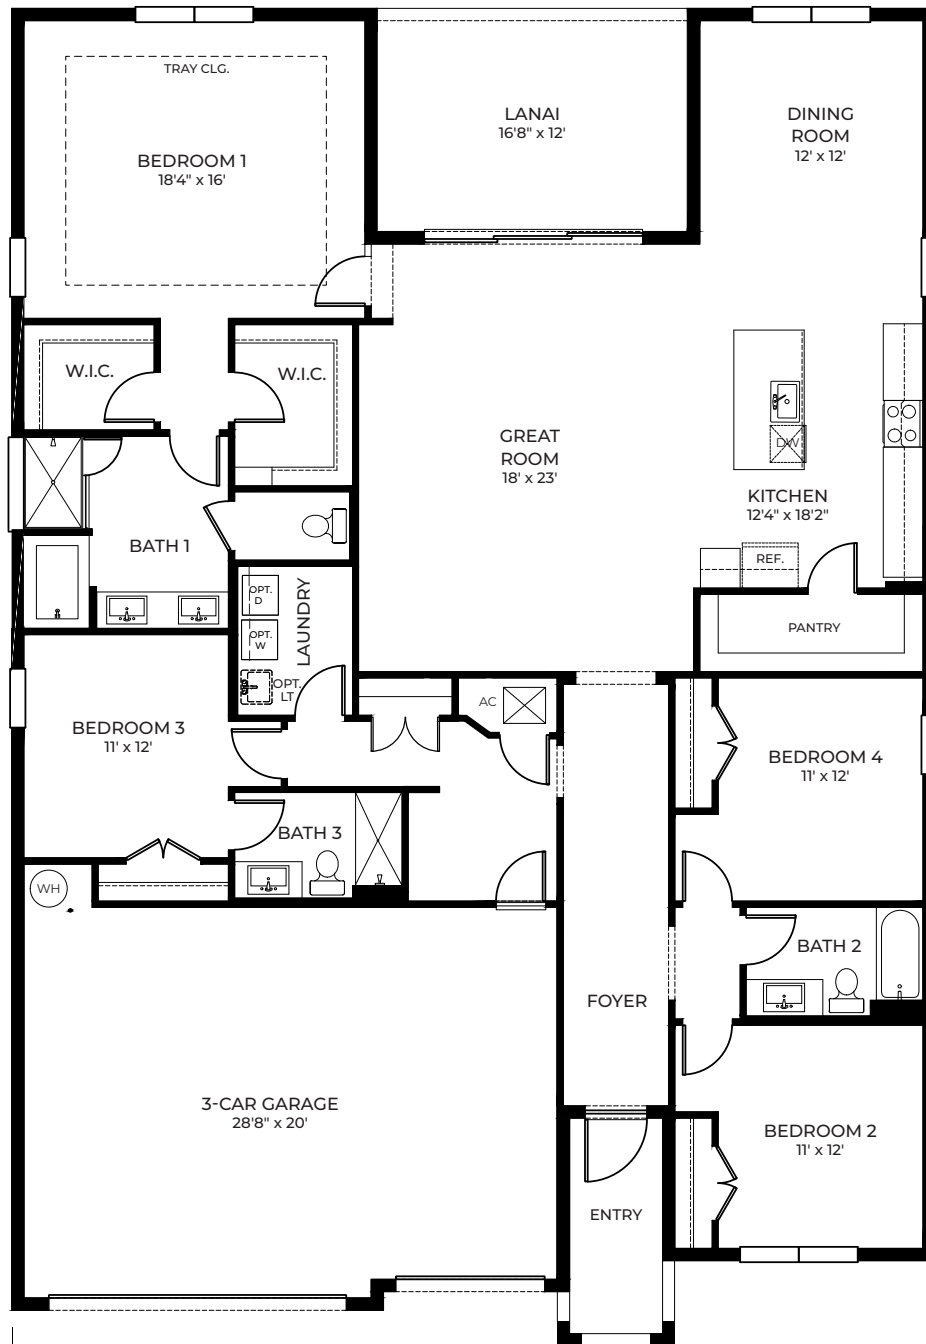 TRAY CLG.
BEDROOM 1
18'4" x 16'
LANAI
16'8" x 12'
DINING
ROOM
12' x 12'
W.I.C.
W.I.C.
GREAT
ROOM
18' x 23'
DW
KITCHEN
12'4" x 18'2"
REF.
PANTRY
BATH 1
OPT.
D
OPT.
W
OPT.
LT
LAUNDRY
AC
BEDROOM 3
11' x 12'
BEDROOM 4
11' x 12'
BATH 3
WH
BATH 2
FOYER
3-CAR GARAGE
28'8" x 20'
BEDROOM 2
11' x 12'
ENTRY